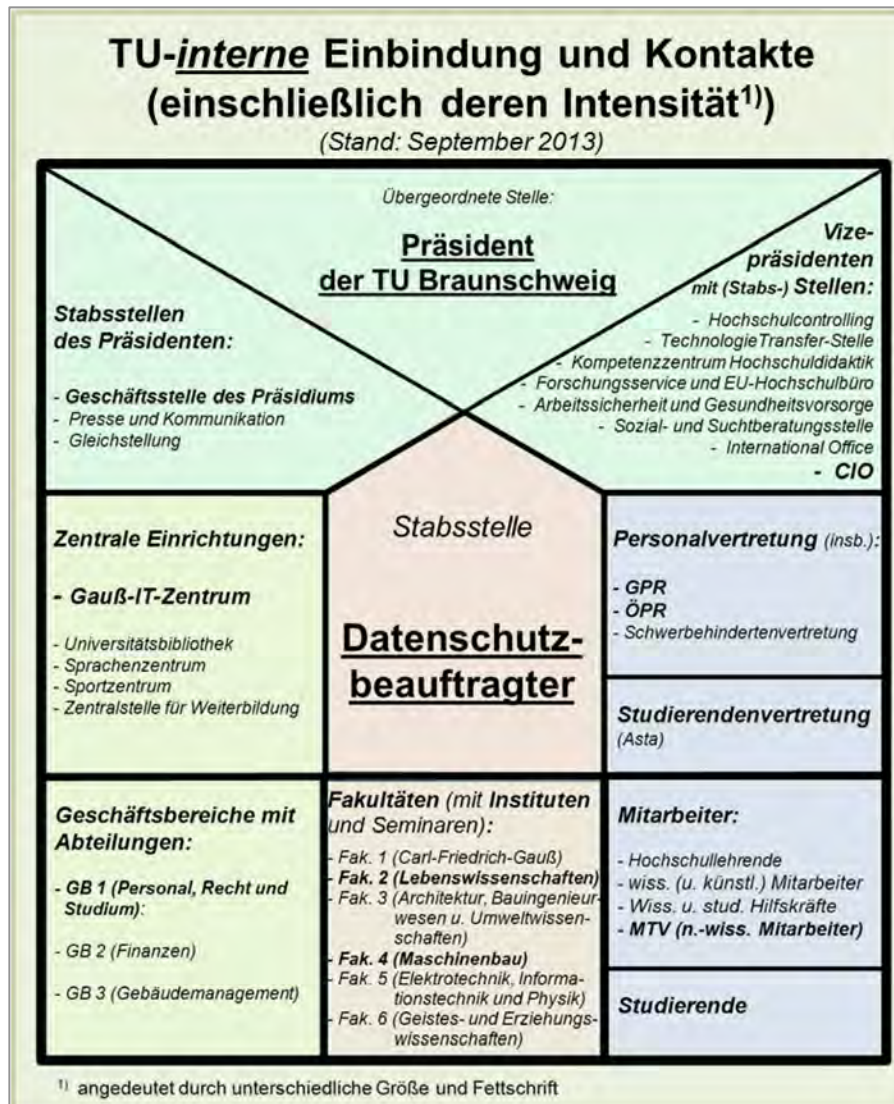 TU-interne Einbindung und Kontakte
(einschließlich deren Intensität¹⁾)
(Stand: September 2013)
Übergeordnete Stelle:
Präsident
der TU Braunschweig
Stabsstellen
des Präsidenten:
- Geschäftsstelle des Präsidiums
- Presse und Kommunikation
- Gleichstellung
Vize-
präsidenten
mit (Stabs-) Stellen:
- Hochschulcontrolling
- TechnologieTransfer-Stelle
- Kompetenzzentrum Hochschuldidaktik
- Forschungsservice und EU-Hochschulbüro
- Arbeitssicherheit und Gesundheitsvorsorge
- Sozial- und Suchtberatungsstelle
- International Office
- CIO
Zentrale Einrichtungen:
- Gauß-IT-Zentrum
- Universitätsbibliothek
- Sprachenzentrum
- Sportzentrum
- Zentralstelle für Weiterbildung
Stabsstelle
Datenschutz-
beauftragter
Personalvertretung (insb.):
- GPR
- ÖPR
- Schwerbehindertenvertretung
Studierendenvertretung
(Asta)
Geschäftsbereiche mit
Abteilungen:
- GB 1 (Personal, Recht und
Studium):
- GB 2 (Finanzen)
- GB 3 (Gebäudemanagement)
Fakultäten (mit Instituten
und Seminaren):
- Fak. 1 (Carl-Friedrich-Gauß)
- Fak. 2 (Lebenswissenschaften)
- Fak. 3 (Architektur, Bauingenieur-
wesen u. Umweltwissen-
schaften)
- Fak. 4 (Maschinenbau)
- Fak. 5 (Elektrotechnik, Informa-
tionstechnik und Physik)
- Fak. 6 (Geistes- und Erziehungs-
wissenschaften)
Mitarbeiter:
- Hochschullehrende
- wiss. (u. künstl.) Mitarbeiter
- Wiss. u. stud. Hilfskräfte
- MTV (n.-wiss. Mitarbeiter)
Studierende
¹⁾ angedeutet durch unterschiedliche Größe und Fettschrift